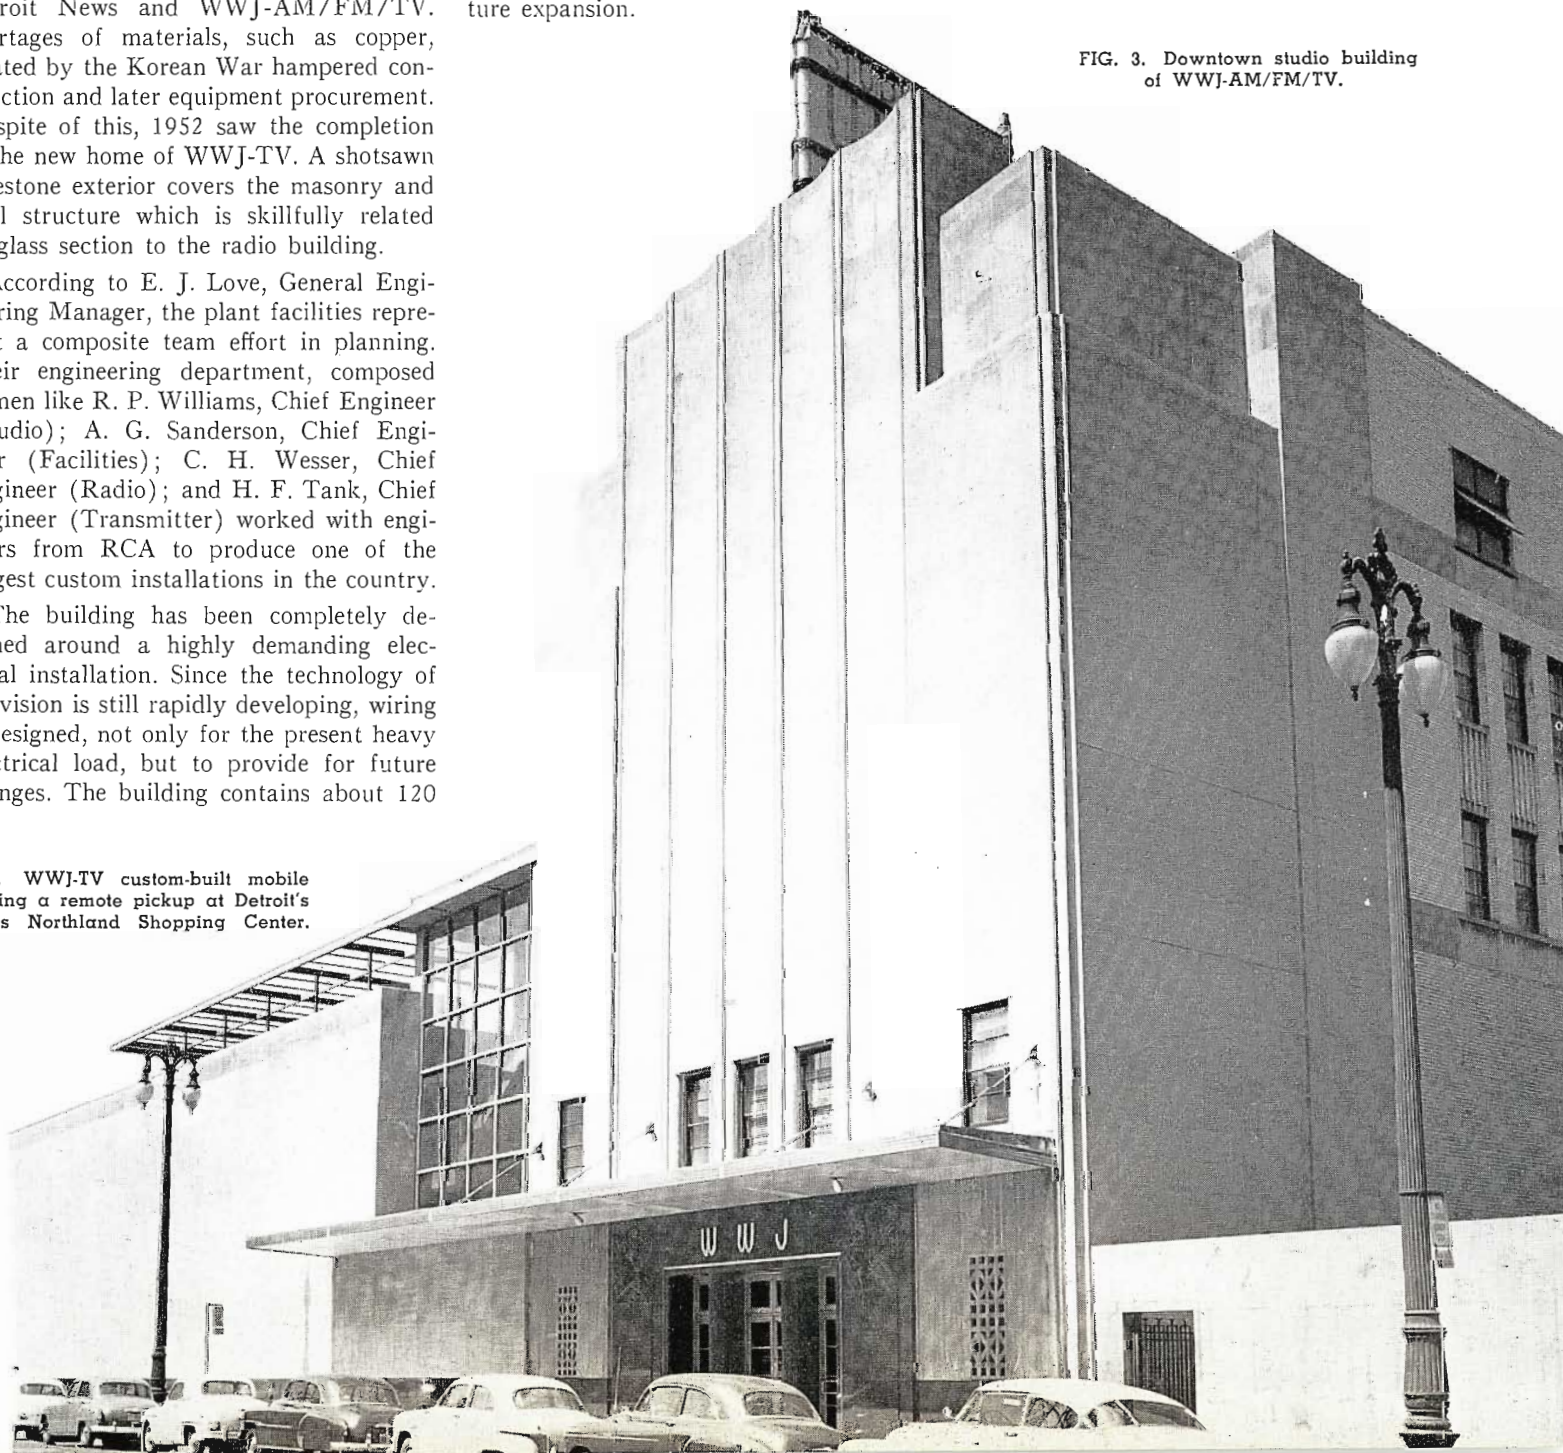 roit News and WWJ-AM/FM/TV.
rtages of materials, such as copper,
ted by the Korean War hampered con-
ction and later equipment procurement.
spite of this, 1952 saw the completion
he new home of WWJ-TV. A shotsawn
estone exterior covers the masonry and
l structure which is skillfully related
glass section to the radio building.
ccording to E. J. Love, General Engi-
ring Manager, the plant facilities repre-
t a composite team effort in planning.
eir engineering department, composed
men like R. P. Williams, Chief Engineer
udio); A. G. Sanderson, Chief Engi-
r (Facilities); C. H. Wesser, Chief
gineer (Radio); and H. F. Tank, Chief
gineer (Transmitter) worked with engi-
rs from RCA to produce one of the
gest custom installations in the country.
The building has been completely de-
ned around a highly demanding elec-
al installation. Since the technology of
vision is still rapidly developing, wiring
esigned, not only for the present heavy
ctrical load, but to provide for future
nges. The building contains about 120
WWJ-TV custom-built mobile
ing a remote pickup at Detroit's
s Northland Shopping Center.
ture expansion.
FIG. 3. Downtown studio building
of WWJ-AM/FM/TV.
WWJ